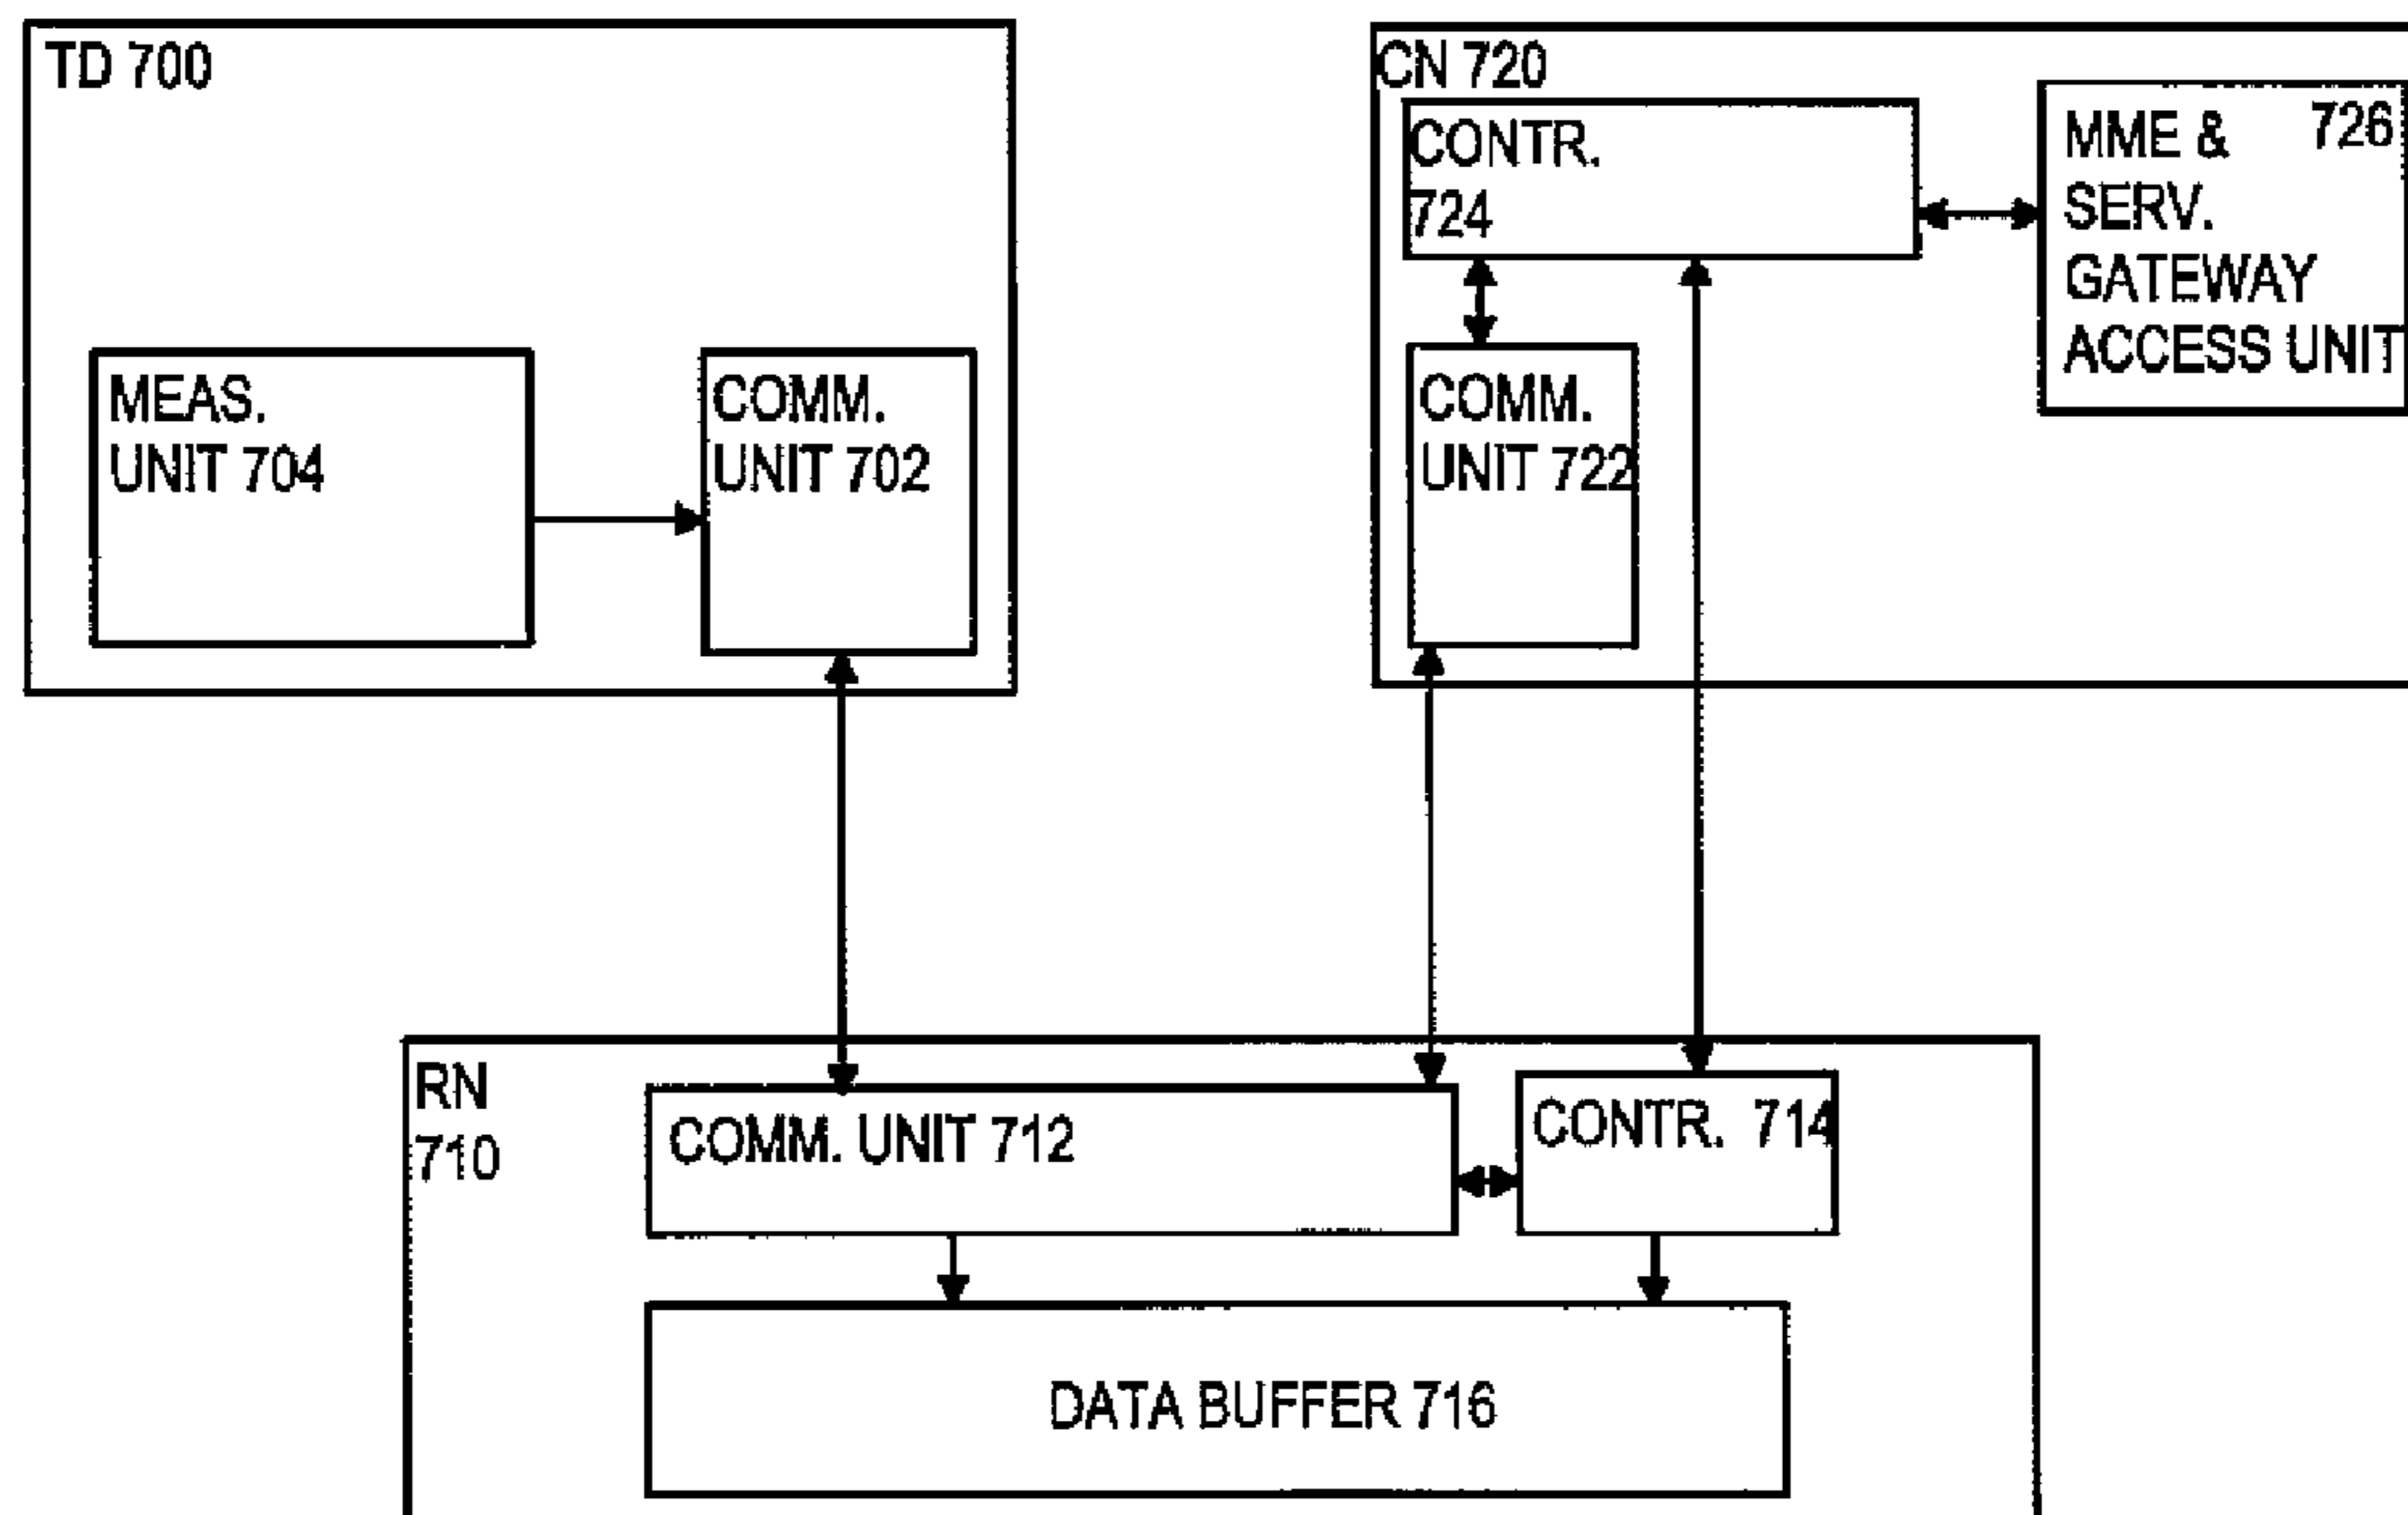 TD 700
MEAS.
UNIT 704
COMM.
UNIT 702
CN 720
CONTR.
724
MME & 726
SERV.
GATEWAY
ACCESS UNIT
COMM.
UNIT 722
RN
710
COMM. UNIT 712
CONTR. 714
DATA BUFFER 716